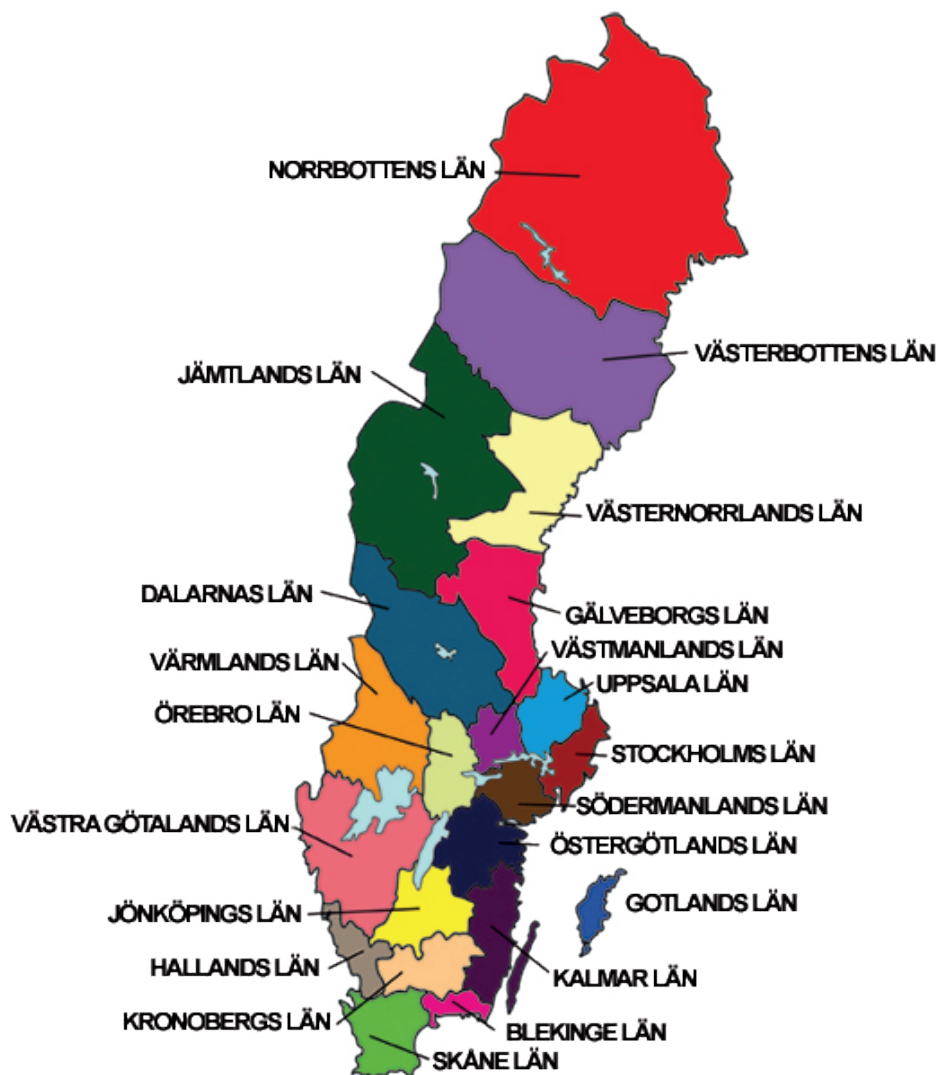 NORRBOTTENS LÄN
VÄSTERBOTTENS LÄN
JÄMTLANDS LÄN
VÄSTERNORRLANDS LÄN
DALARNAS LÄN
GÄLVEBORGS LÄN
VÄSTMANLANDS LÄN
VÄRMLANDS LÄN
UPPSALA LÄN
ÖREBRO LÄN
STOCKHOLMS LÄN
SÖDERMANLANDS LÄN
VÄSTRA GÖTALANDS LÄN
ÖSTERGÖTLANDS LÄN
GOTLANDS LÄN
JÖNKÖPINGS LÄN
HALLANDS LÄN
KALMAR LÄN
KRONOBERGS LÄN
BLEKINGE LÄN
SKÅNE LÄN